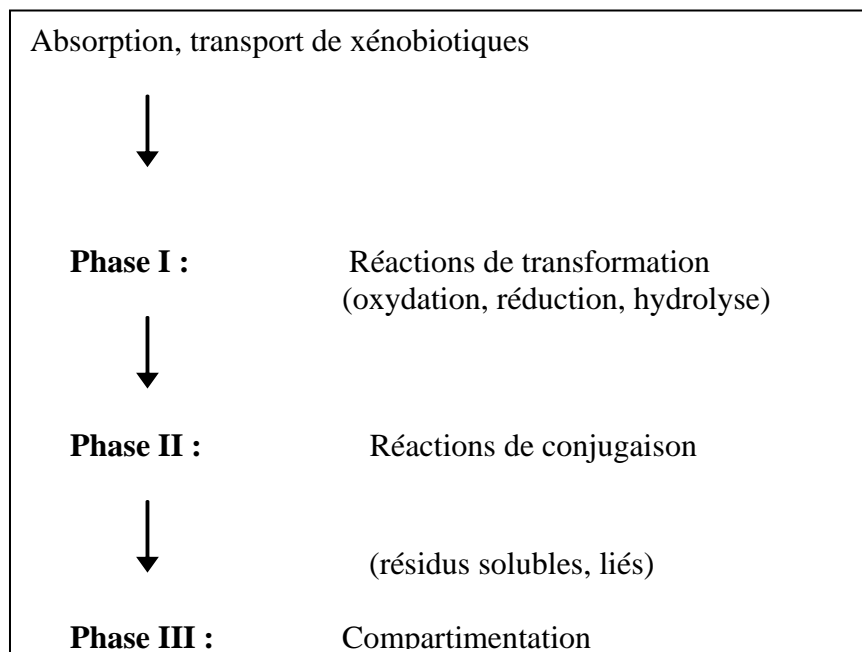 Absorption, transport de xénobiotiques
Phase I : Réactions de transformation
(oxydation, réduction, hydrolyse)
Phase II : Réactions de conjugaison
(résidus solubles, liés)
Phase III : Compartimentation